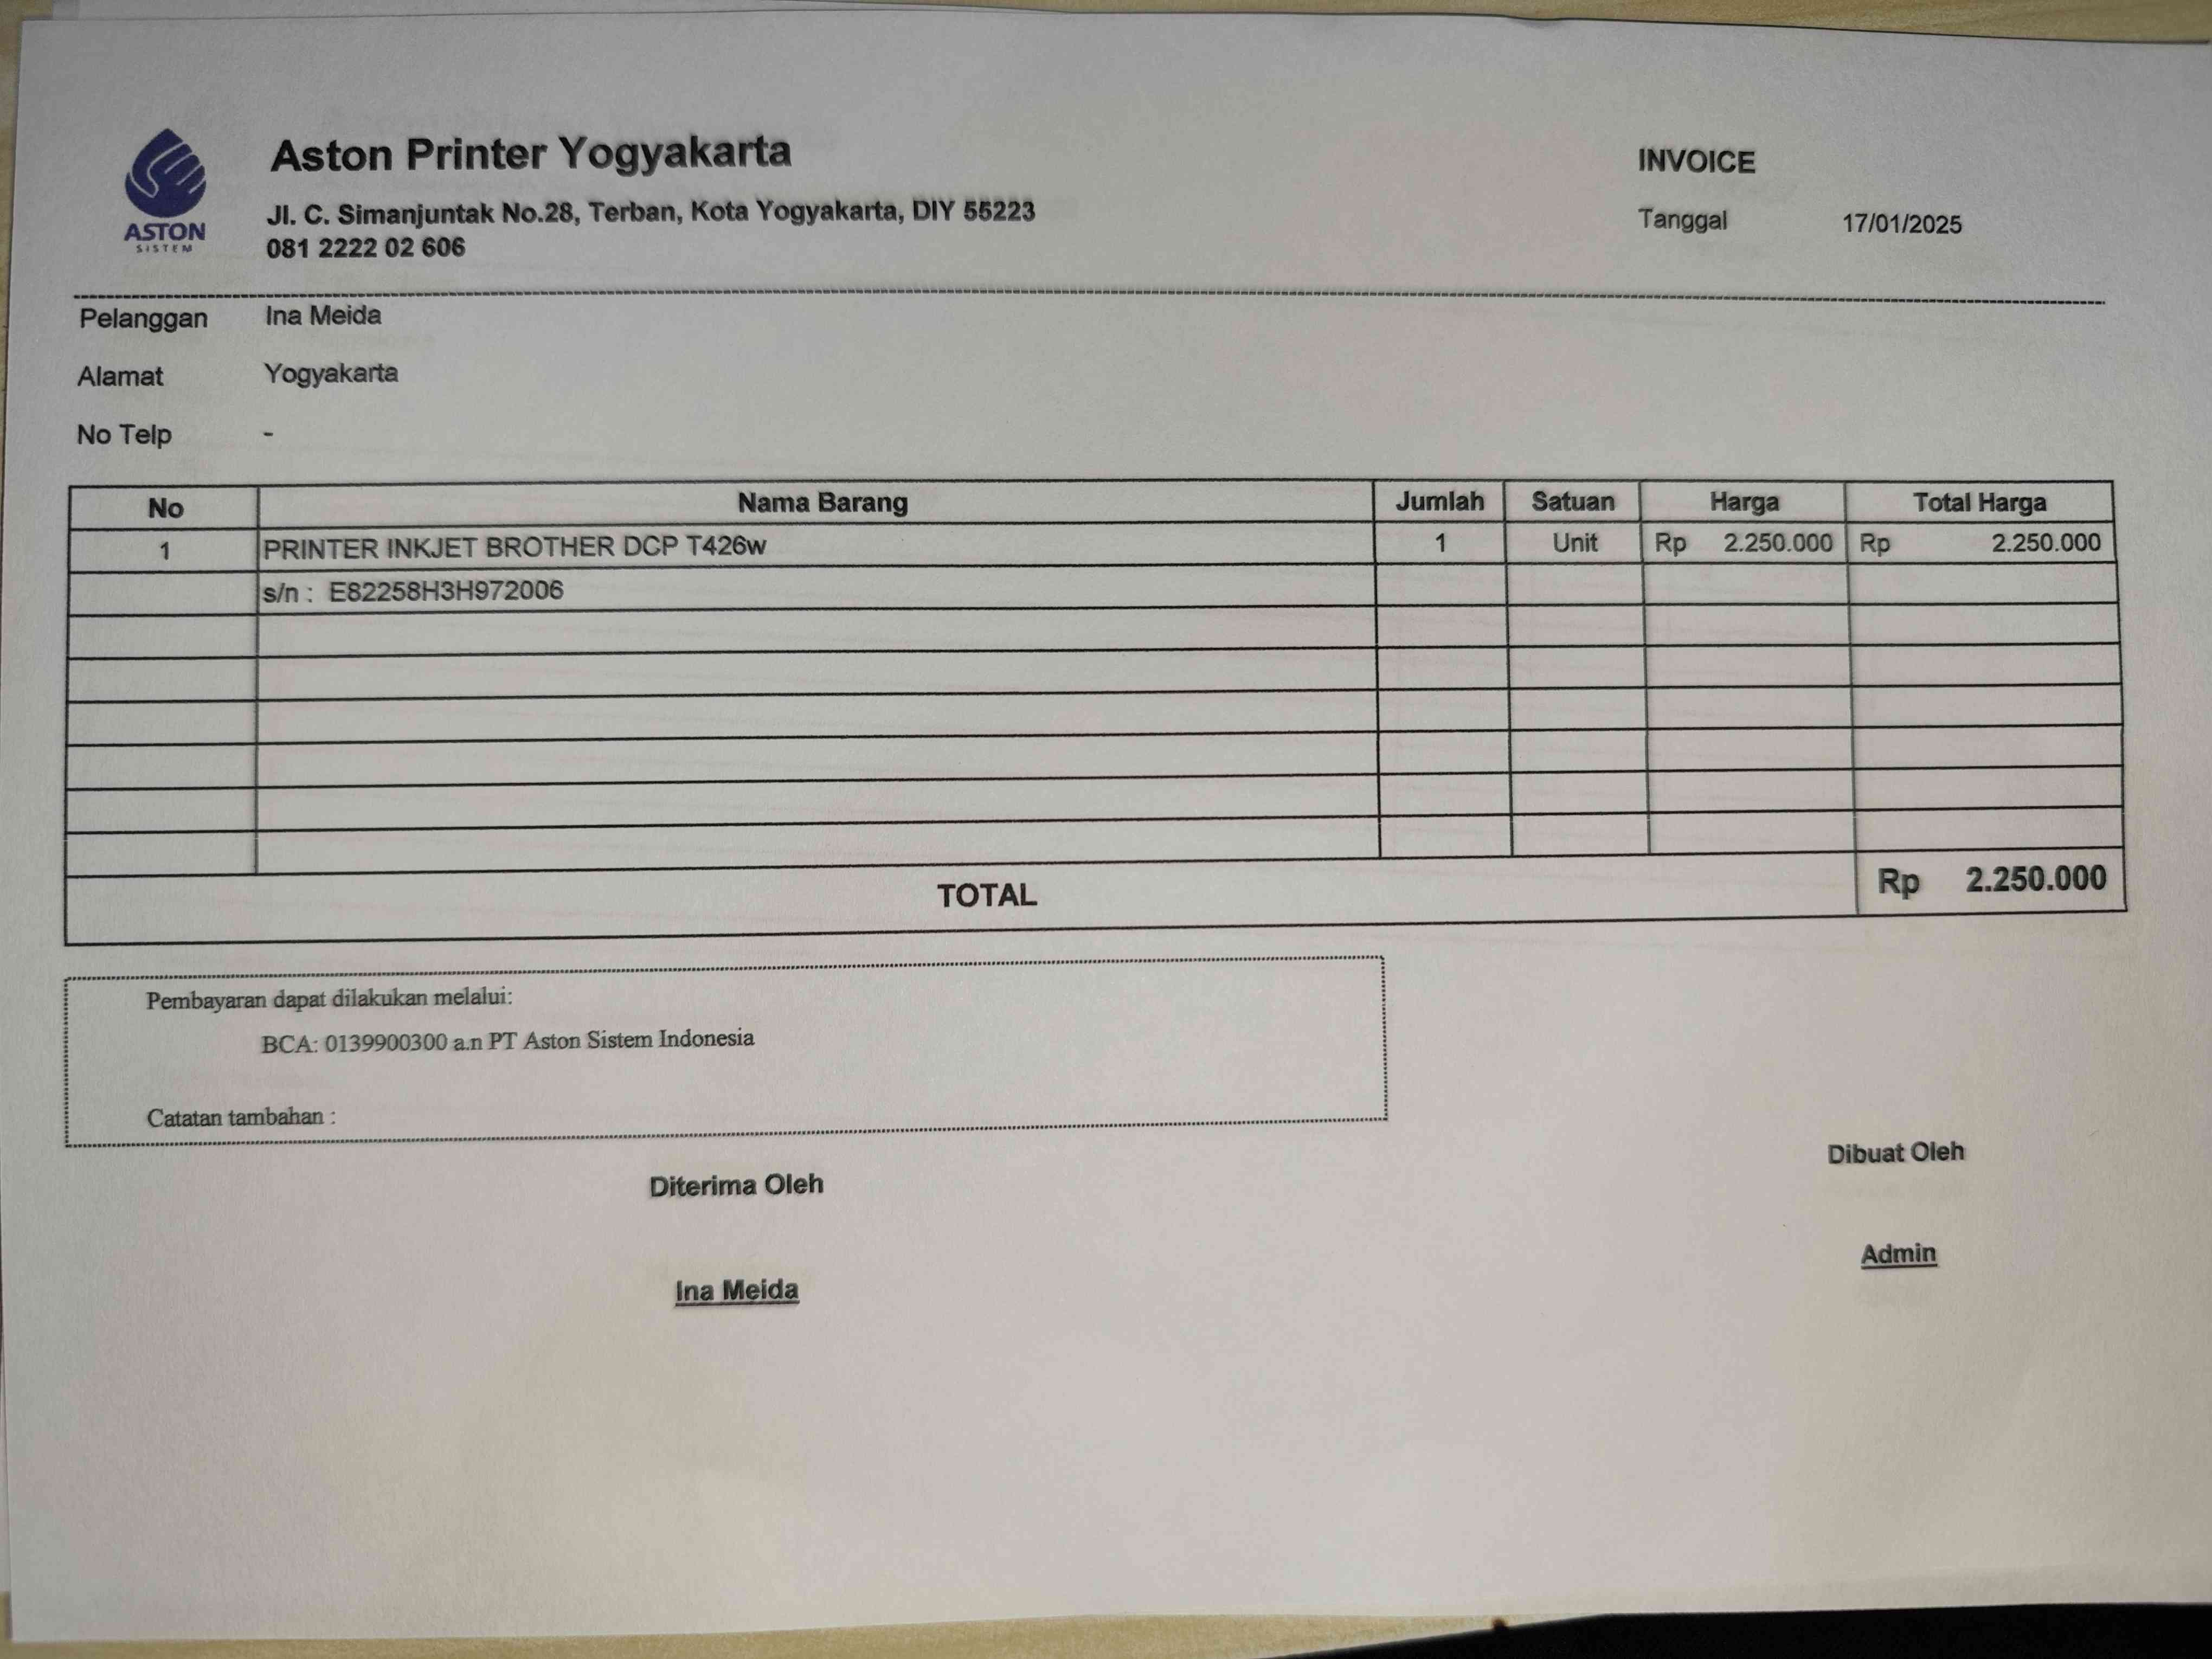 ASTON
SISTEM
Aston Printer Yogyakarta
Jl. C. Simanjuntak No.28, Terban, Kota Yogyakarta, DIY 55223
081 2222 02 606
INVOICE
Tanggal 17/01/2025
Pelanggan Ina Meida
Alamat Yogyakarta
No Telp -
No Nama Barang Jumlah Satuan Harga Total Harga
1 PRINTER INKJET BROTHER DCP T426w 1 Unit Rp 2.250.000 Rp 2.250.000
s/n : E82258H3H972006
TOTAL Rp 2.250.000
Pembayaran dapat dilakukan melalui:
BCA: 0139900300 a.n PT Aston Sistem Indonesia
Catatan tambahan :
Diterima Oleh
Ina Meida
Dibuat Oleh
Admin